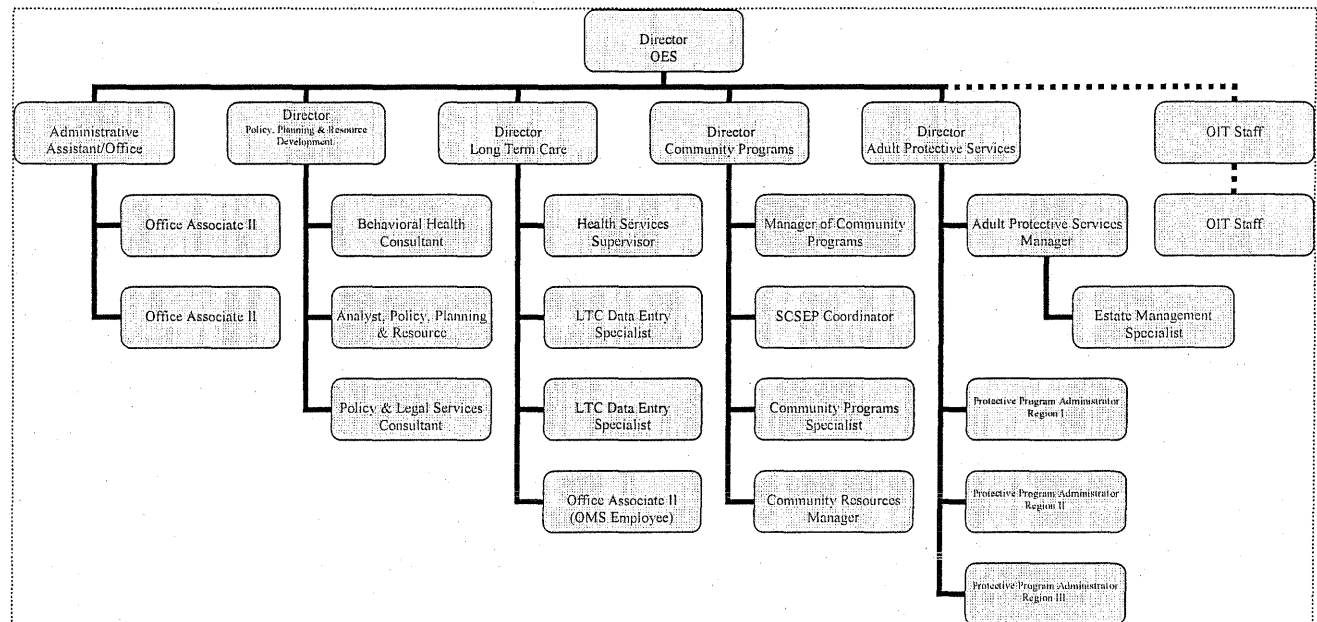 Director
OES
Administrative
Assistant/Office
Director
Policy, Planning & Resource
Development
Director
Long Term Care
Director
Community Programs
Director
Adult Protective Services
OIT Staff
Office Associate II
Behavioral Health
Consultant
Health Services
Supervisor
Manager of Community
Programs
Adult Protective Services
Manager
OIT Staff
Office Associate II
Analyst, Policy, Planning
& Resource
LTC Data Entry
Specialist
SCSEP Coordinator
Estate Management
Specialist
Policy & Legal Services
Consultant
LTC Data Entry
Specialist
Community Programs
Specialist
Protective Program Administrator
Region I
Office Associate II
(OMS Employee)
Community Resources
Manager
Protective Program Administrator
Region II
Protective Program Administrator
Region III